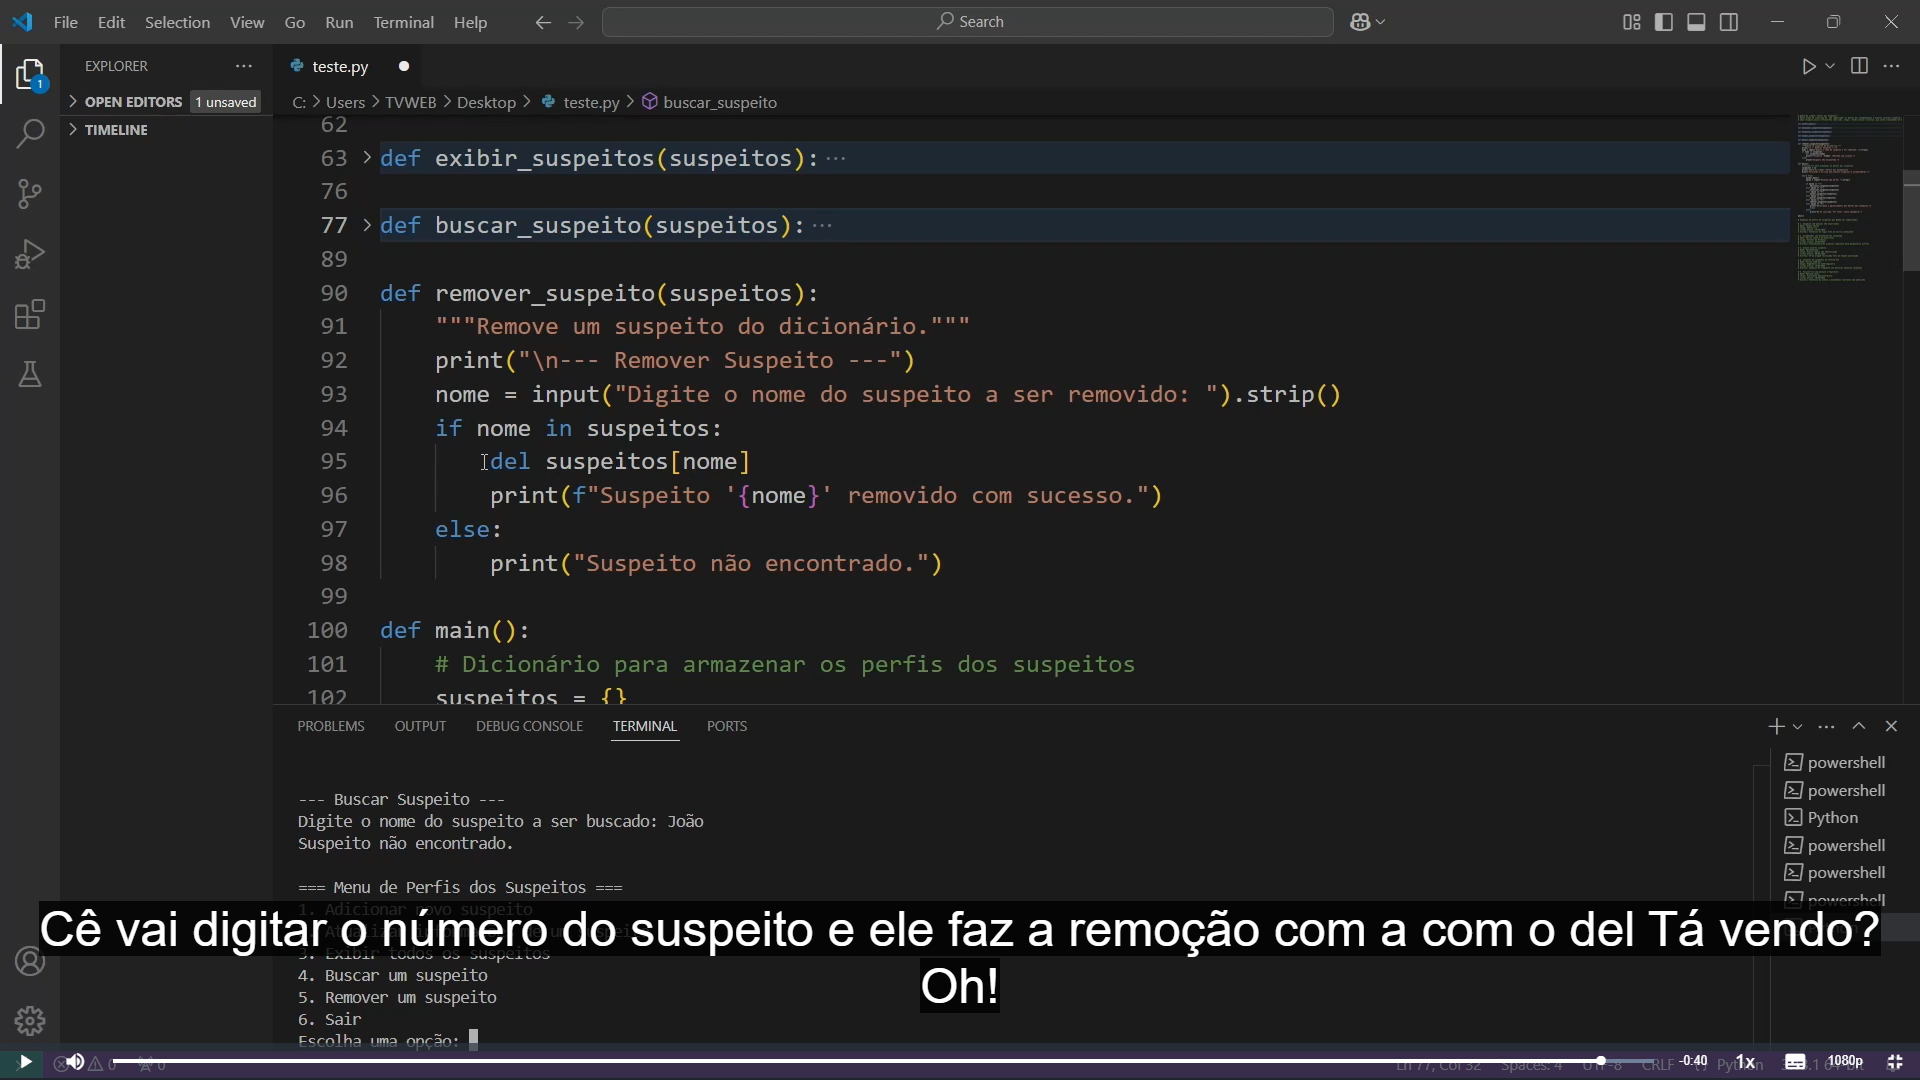 File Edit Selection View Go Run Terminal Help
Search
EXPLORER
OPEN EDITORS 1 unsaved
TIMELINE
1
teste.py
C: > Users > TVWEB > Desktop > teste.py > buscar_suspeito
62
63 def exibir_suspeitos(suspeitos): ···
76
77 def buscar_suspeito(suspeitos): ···
89
90 def remover_suspeito(suspeitos):
91 """Remove um suspeito do dicionário."""
92 print("\n--- Remover Suspeito ---")
93 nome = input("Digite o nome do suspeito a ser removido: ").strip()
94 if nome in suspeitos:
95 del suspeitos[nome]
96 print(f"Suspeito '{nome}' removido com sucesso.")
97 else:
98 print("Suspeito não encontrado.")
99
100 def main():
101 # Dicionário para armazenar os perfis dos suspeitos
102 suspeitos = {}
PROBLEMS OUTPUT DEBUG CONSOLE TERMINAL PORTS
--- Buscar Suspeito ---
Digite o nome do suspeito a ser buscado: João
Suspeito não encontrado.
=== Menu de Perfis dos Suspeitos ===
1. Adicionar novo suspeito
3. Exibir todos os suspeitos
4. Buscar um suspeito
5. Remover um suspeito
6. Sair
Escolha uma opção:
powershell
powershell
Python
powershell
powershell
powershell
Cê vai digitar o número do suspeito e ele faz a remoção com a com o del Tá vendo?
Oh!
Ln 77, Col 32 Spaces: 4 UTF-8 CRLF Python
-0:40 1x 1080p